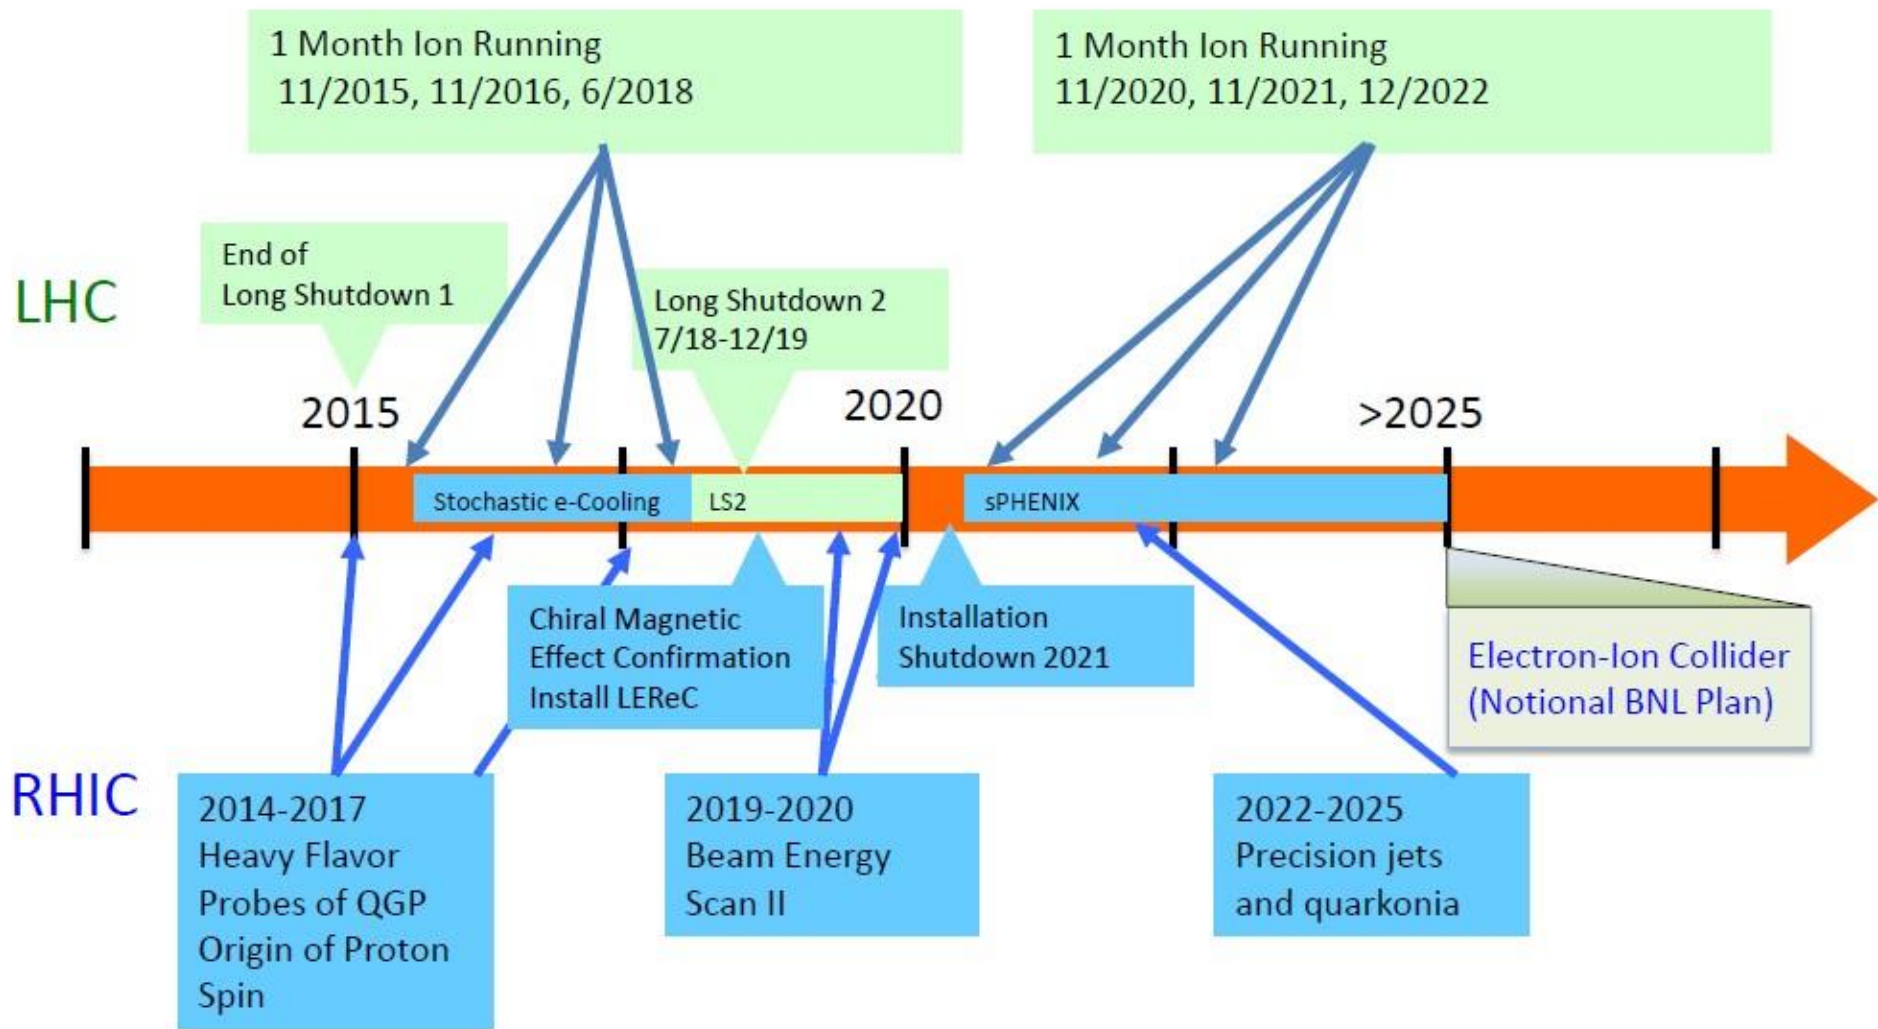 1 Month Ion Running
11/2015, 11/2016, 6/2018
1 Month Ion Running
11/2020, 11/2021, 12/2022
End of
Long Shutdown 1
LHC
Long Shutdown 2
7/18-12/19
2015
2020
>2025
Stochastic e-Cooling
LS2
sPHENIX
Chiral Magnetic
Effect Confirmation
Install LEReC
Installation
Shutdown 2021
Electron-Ion Collider
(Notional BNL Plan)
RHIC
2014-2017
Heavy Flavor
Probes of QGP
Origin of Proton
Spin
2019-2020
Beam Energy
Scan II
2022-2025
Precision jets
and quarkonia